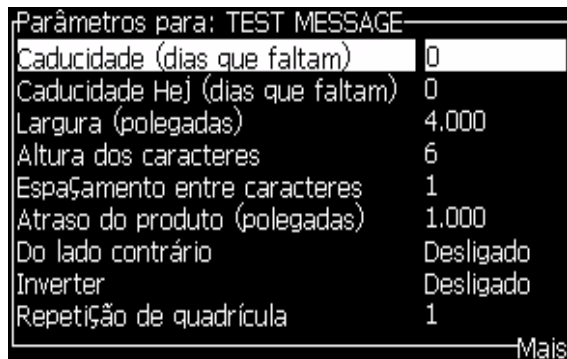 Parâmetros para: TEST MESSAGE
Caducidade (dias que faltam) 0
Caducidade Hej (dias que faltam) 0
Largura (polegadas) 4.000
Altura dos caracteres 6
Espaçamento entre caracteres 1
Atraso do produto (polegadas) 1.000
Do lado contrário Desligado
Inverter Desligado
Repetição de quadrícula 1
Mais